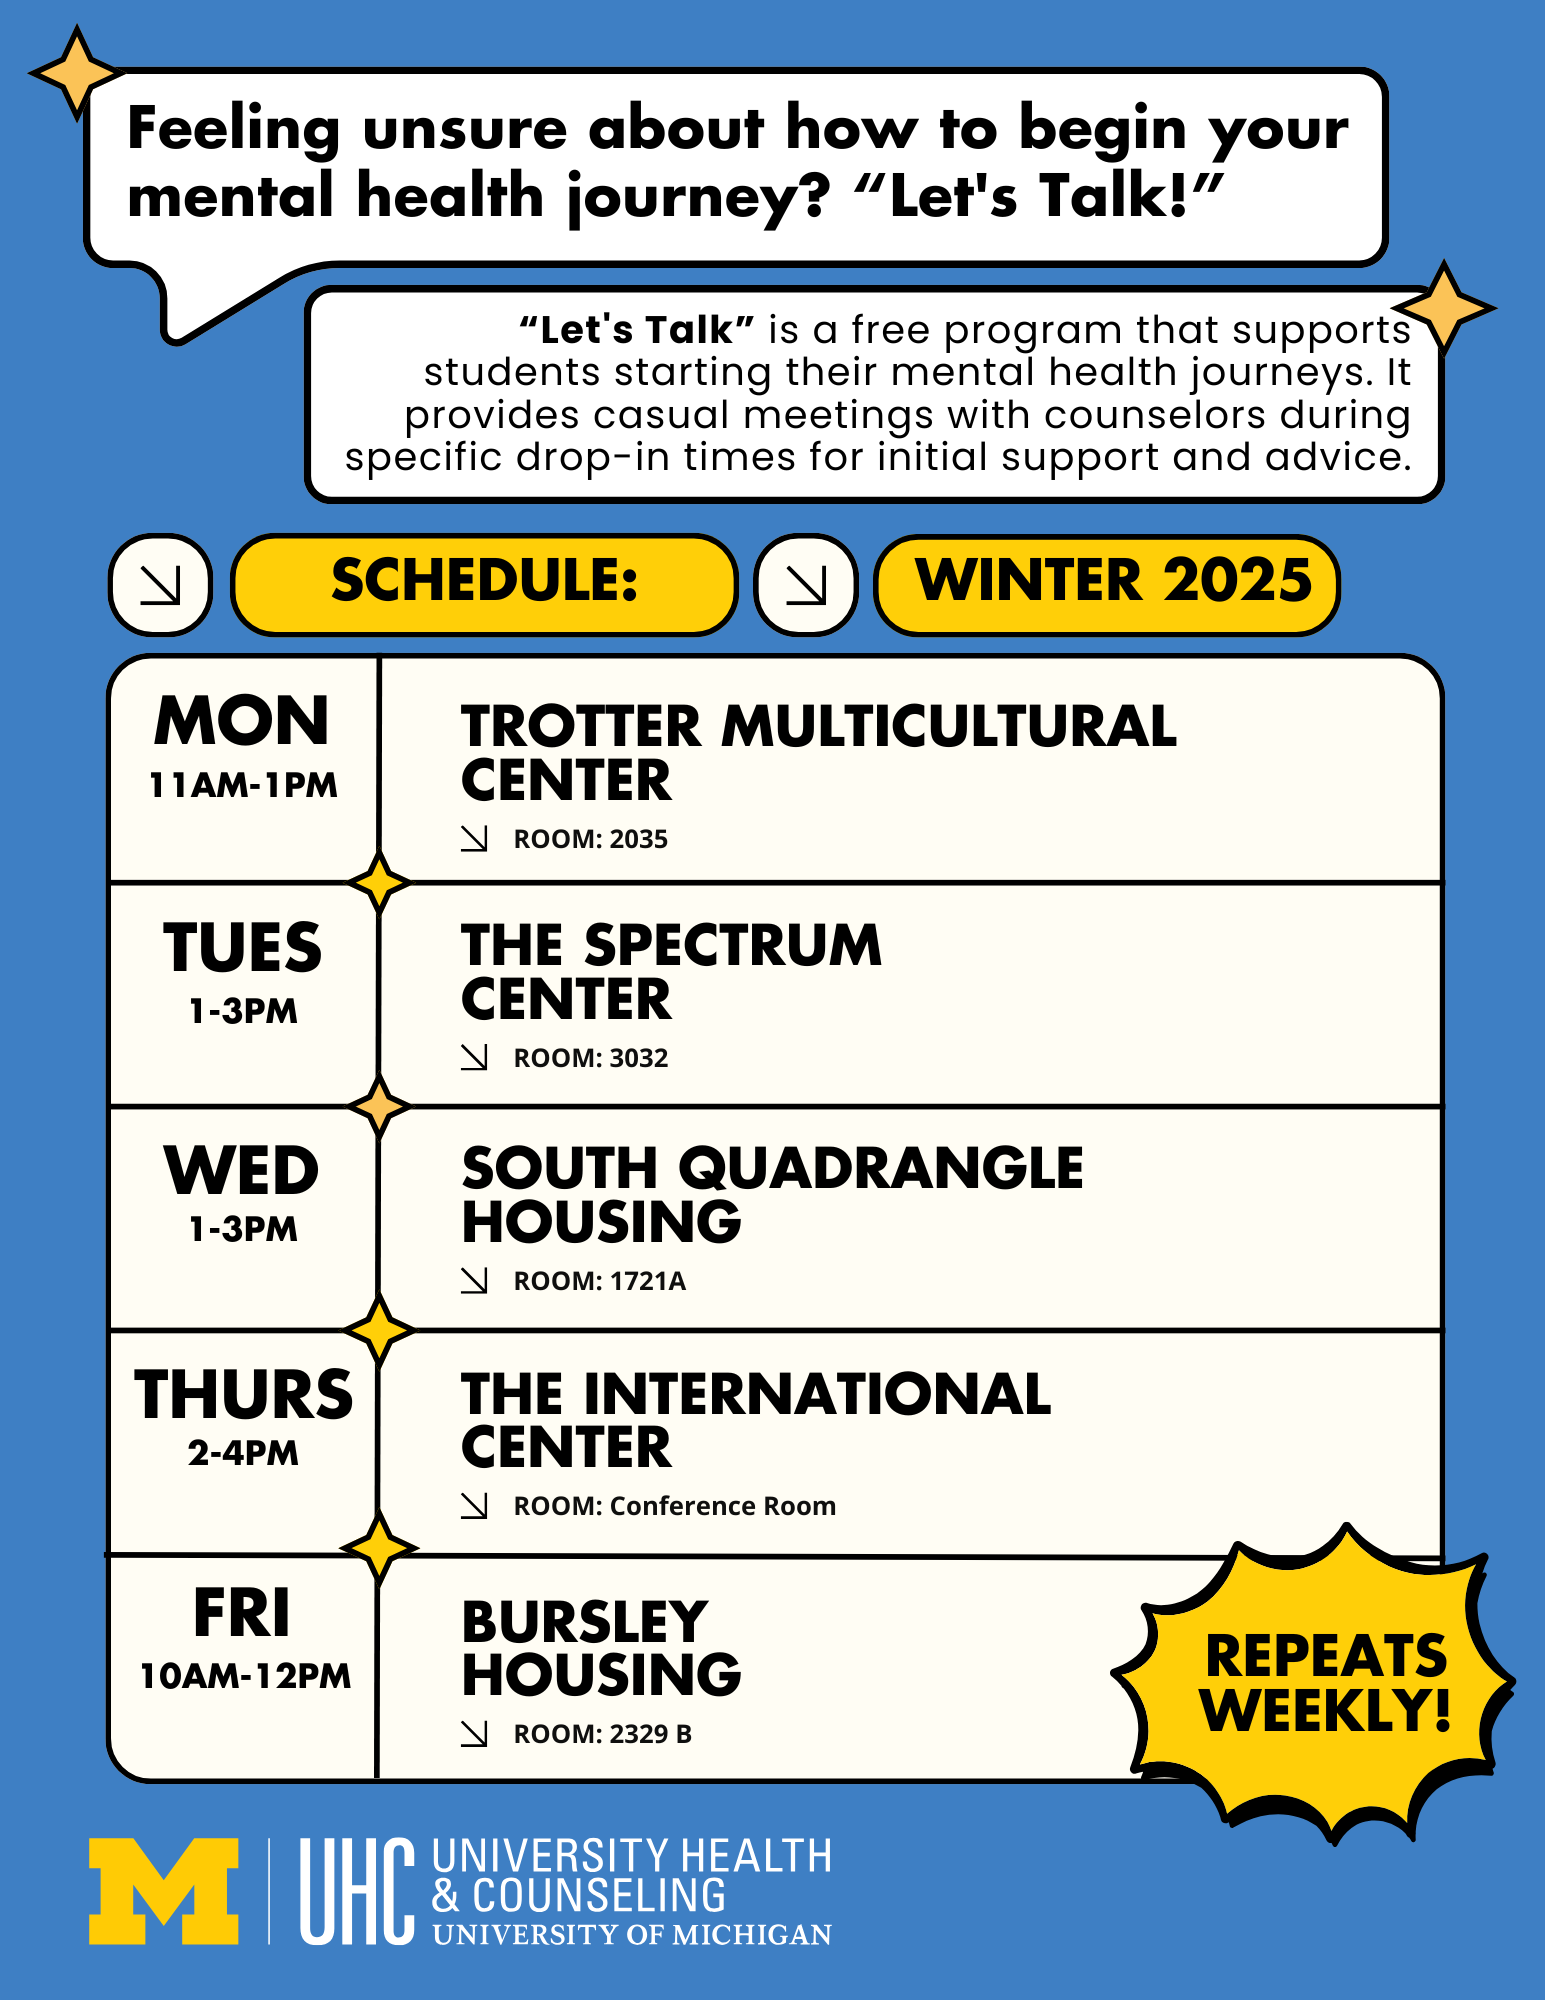 Feeling unsure about how to begin your
mental health journey? “Let's Talk!”
“Let's Talk” is a free program that supports
students starting their mental health journeys. It
provides casual meetings with counselors during
specific drop-in times for initial support and advice.
SCHEDULE:
WINTER 2025
MON
11AM-1PM
TROTTER MULTICULTURAL
CENTER
ROOM: 2035
TUES
1-3PM
THE SPECTRUM
CENTER
ROOM: 3032
WED
1-3PM
SOUTH QUADRANGLE
HOUSING
ROOM: 1721A
THURS
2-4PM
THE INTERNATIONAL
CENTER
ROOM: Conference Room
FRI
10AM-12PM
BURSLEY
HOUSING
ROOM: 2329 B
REPEATS
WEEKLY!
M
UHC
UNIVERSITY HEALTH
& COUNSELING
UNIVERSITY OF MICHIGAN